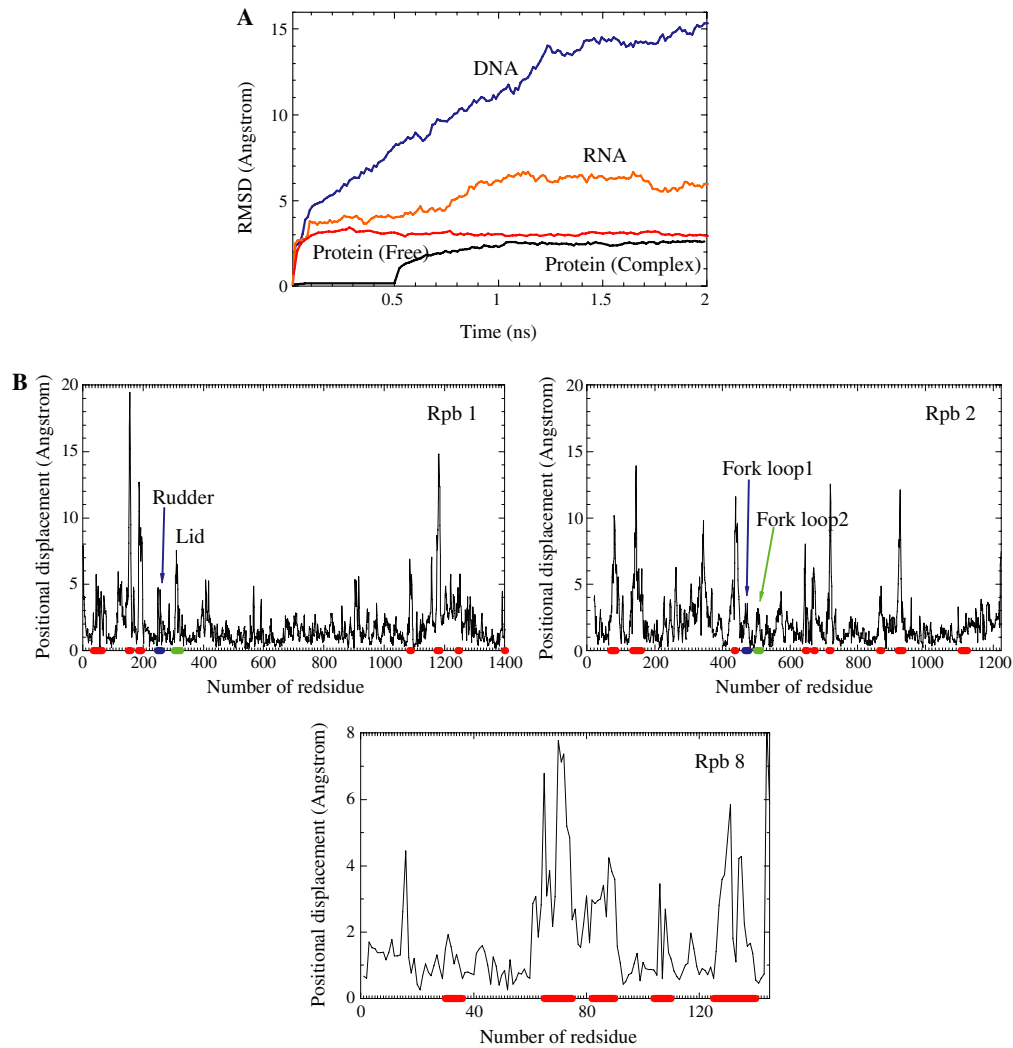 A
15
10
5
0
RMSD (Angstrom)
DNA
RNA
Protein (Free)
Protein (Complex)
0.5
1
1.5
2
Time (ns)
B
20
15
10
5
0
Positional displacement (Angstrom)
Rpb 1
Rudder
Lid
0
200
400
600
800
1000
1200
1400
Number of redsidue
20
15
10
5
0
Positional displacement (Angstrom)
Rpb 2
Fork loop1
Fork loop2
0
200
400
600
800
1000
1200
Number of redsidue
8
6
4
2
0
Positional displacement (Angstrom)
Rpb 8
0
40
80
120
Number of redsidue